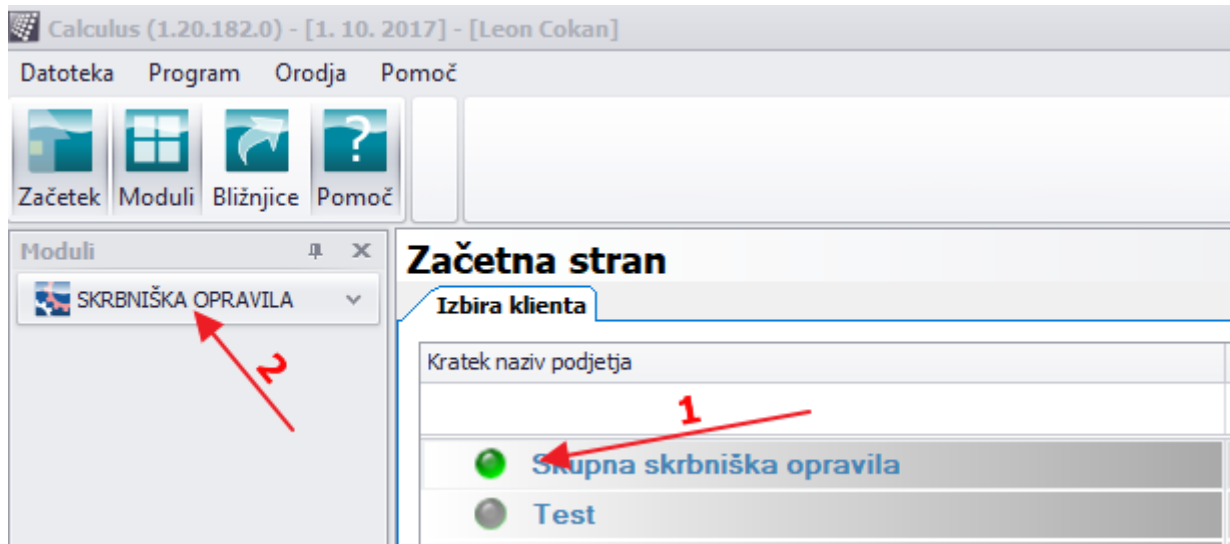 Calculus (1.20.182.0) - [1. 10. 2017] - [Leon Cokan]
Datoteka Program Orodja Pomoč
Začetek Moduli Bližnjice Pomoč
Moduli
SKRBNIŠKA OPRAVILA
2
Začetna stran
Izbira klienta
Kratek naziv podjetja
1
Skupna skrbniška opravila
Test